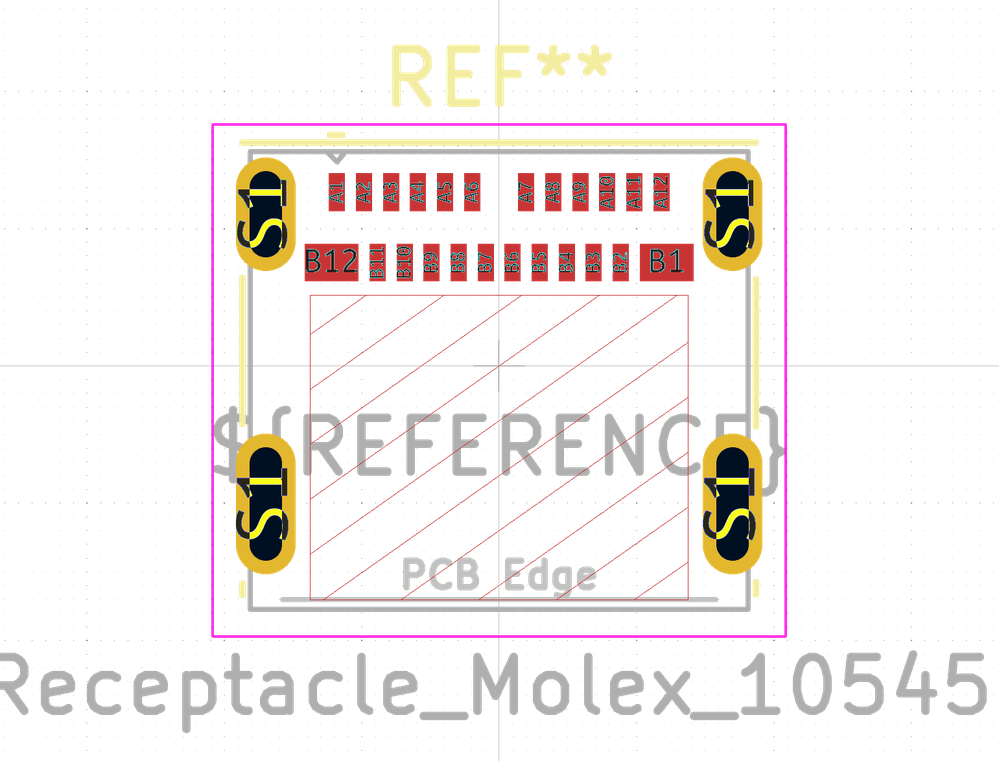 REF**
A1 A2 A3 A4 A5 A6 A7 A8 A9 A10 A11 A12
S1 S1
B12 B11 B10 B9 B8 B7 B6 B5 B4 B3 B2 B1
${REFERENCE}
S1 S1
PCB Edge
Receptacle_Molex_10545